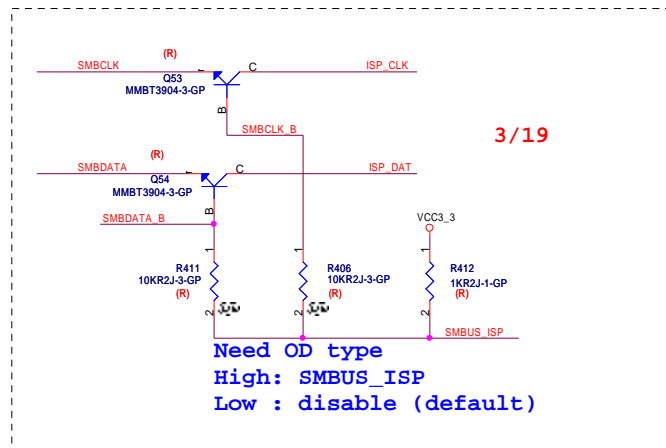 (R)
SMBCLK
C
ISP_CLK
Q53
MMBT3904-3-GP
B
SMBCLK_B
3/19
(R)
SMBDATA
C
ISP_DAT
Q54
MMBT3904-3-GP
B
SMBDATA_B
VCC3_3
1
1
1
R411
10KR2J-3-GP
(R)
R406
10KR2J-3-GP
(R)
R412
1KR2J-1-GP
(R)
2
2
2
SMBUS_ISP
Need OD type
High: SMBUS_ISP
Low : disable (default)